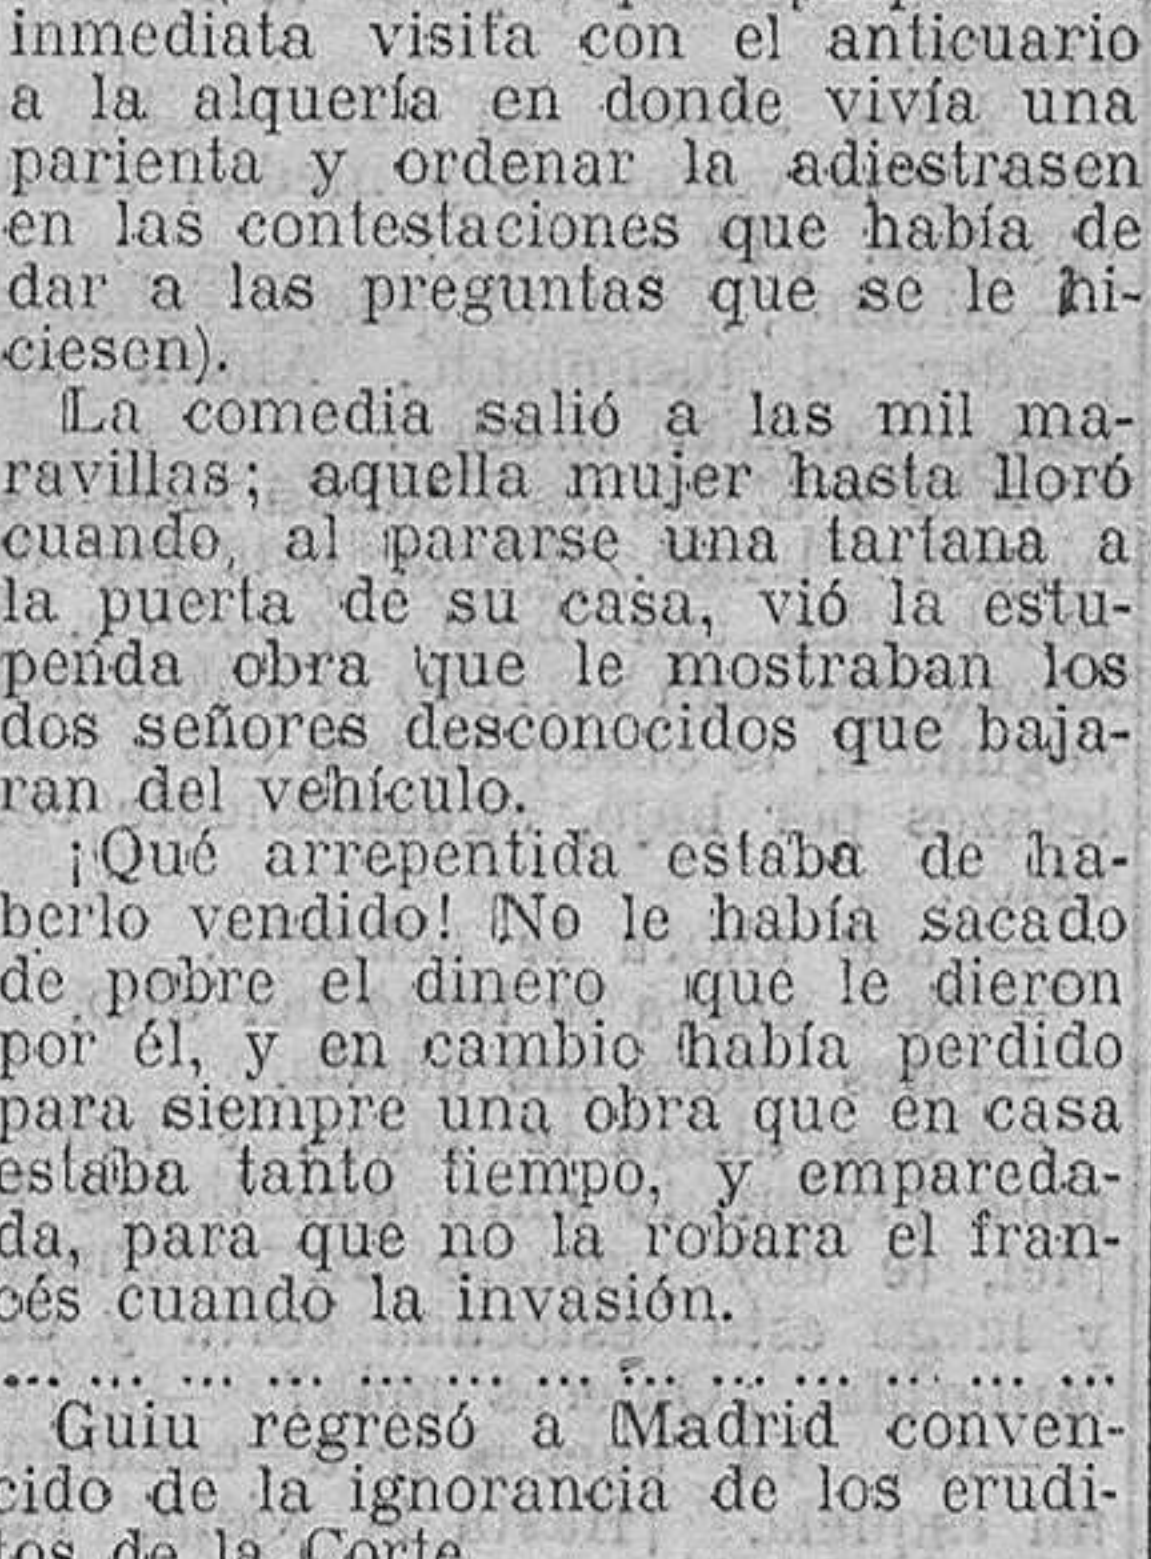 inmediata visita con el anticuario
a la alquería en donde vivía una
parienta y ordenar la adiestrasen
en las contestaciones que había de
dar a las preguntas que se le hi-
ciesen).
La comedia salió a las mil ma-
ravillas; aquella mujer hasta lloró
cuando, al pararse una tartana a
la puerta de su casa, vió la estu-
penda obra que le mostraban los
dos señores desconocidos que baja-
ran del vehículo.
¡Qué arrepentida estaba de ha-
berlo vendido! No le había sacado
de pobre el dinero que le dieron
por él, y en cambio había perdido
para siempre una obra que en casa
estaba tanto tiempo, y empareda-
da, para que no la robara el fran-
cés cuando la invasión.
... ... ... ... ... ... ... ... ... ... ... ... ...
Guiu regresó a Madrid conven-
cido de la ignorancia de los erudi-
tos de la Corte